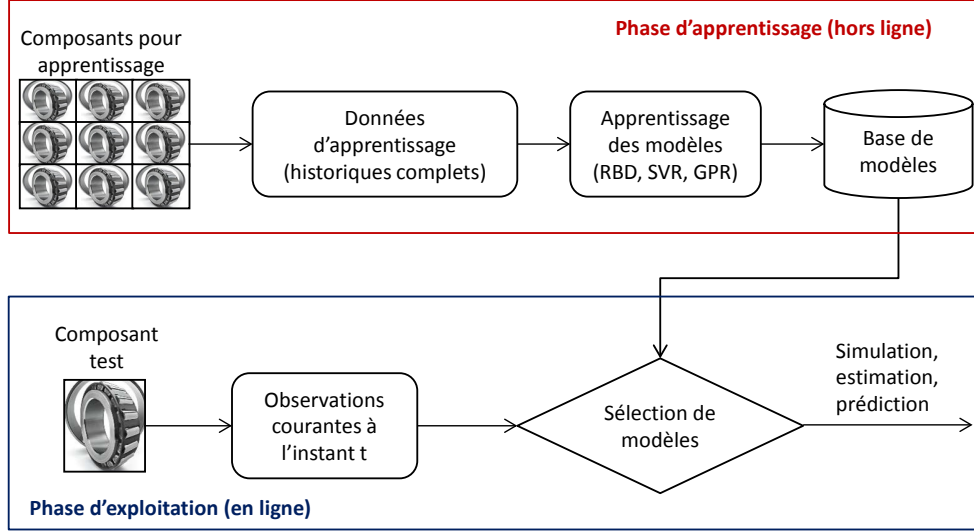 Phase d'apprentissage (hors ligne)
Composants pour
apprentissage
Données
d'apprentissage
(historiques complets)
Apprentissage
des modèles
(RBD, SVR, GPR)
Base de
modèles
Composant
test
Observations
courantes à
l'instant t
Sélection de
modèles
Simulation,
estimation,
prédiction
Phase d'exploitation (en ligne)